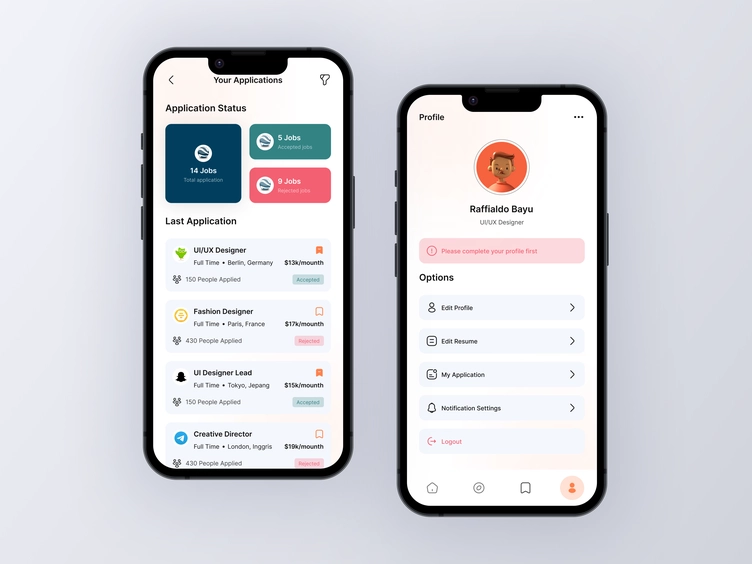 Your Applications
Application Status
14 Jobs
Total application
5 Jobs
Accepted jobs
9 Jobs
Rejected jobs
Last Application
UI/UX Designer
Full Time • Berlin, Germany $13k/mounth
150 People Applied Accepted
Fashion Designer
Full Time • Paris, France $17k/mounth
430 People Applied Rejected
UI Designer Lead
Full Time • Tokyo, Jepang $15k/mounth
150 People Applied Accepted
Creative Director
Full Time • London, Inggris $19k/mounth
430 People Applied Rejected
Profile
Raffialdo Bayu
UI/UX Designer
Please complete your profile first
Options
Edit Profile
Edit Resume
My Application
Notification Settings
Logout